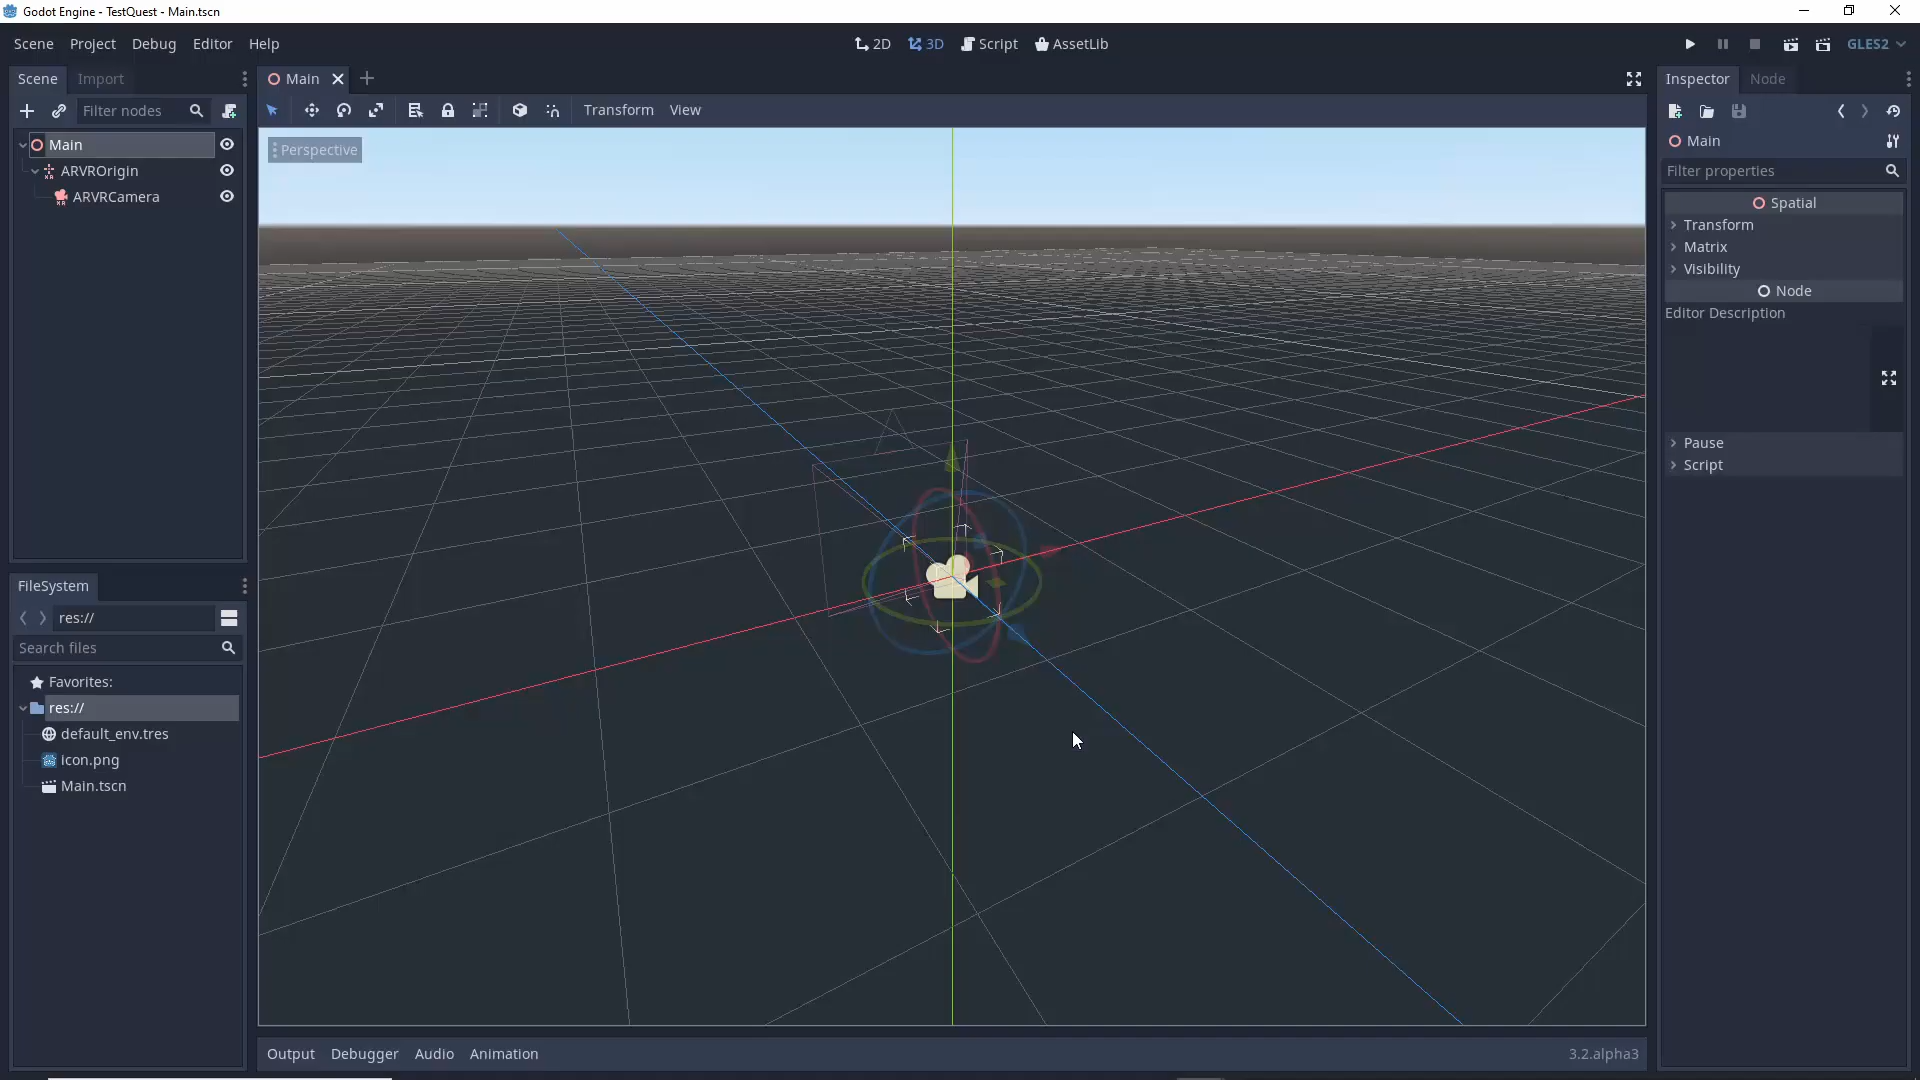 Godot Engine - TestQuest - Main.tscn
Scene Project Debug Editor Help
2D 3D Script AssetLib
GLES2
Scene Import
Filter nodes
Main
ARVROrigin
ARVRCamera
FileSystem
res://
Search files
Favorites:
res://
default_env.tres
icon.png
Main.tscn
Main
Transform View
Perspective
Output Debugger Audio Animation
3.2.alpha3
Inspector Node
Main
Filter properties
Spatial
Transform
Matrix
Visibility
Node
Editor Description
Pause
Script